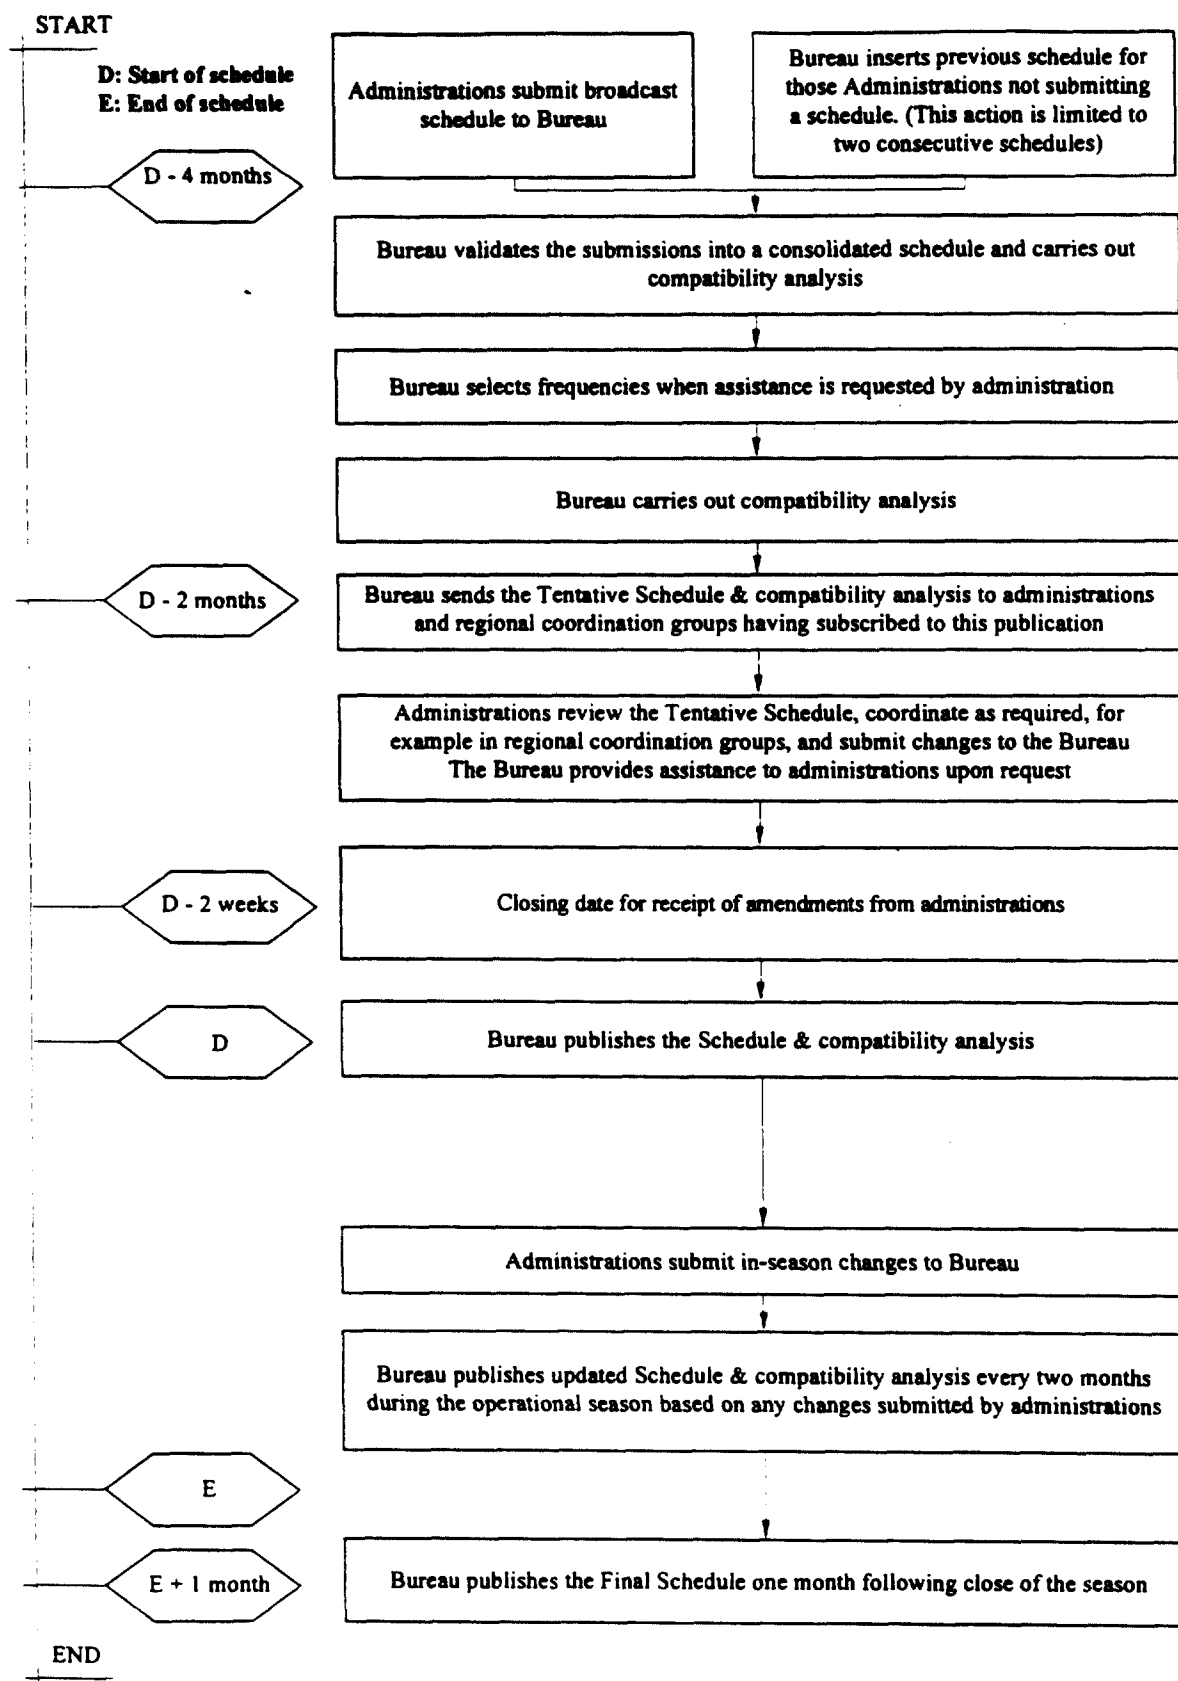 START
D: Start of schedule
E: End of schedule
Administrations submit broadcast
schedule to Bureau
Bureau inserts previous schedule for
those Administrations not submitting
a schedule. (This action is limited to
two consecutive schedules)
D - 4 months
Bureau validates the submissions into a consolidated schedule and carries out
compatibility analysis
Bureau selects frequencies when assistance is requested by administration
Bureau carries out compatibility analysis
D - 2 months
Bureau sends the Tentative Schedule & compatibility analysis to administrations
and regional coordination groups having subscribed to this publication
Administrations review the Tentative Schedule, coordinate as required, for
example in regional coordination groups, and submit changes to the Bureau
The Bureau provides assistance to administrations upon request
D - 2 weeks
Closing date for receipt of amendments from administrations
D
Bureau publishes the Schedule & compatibility analysis
Administrations submit in-season changes to Bureau
Bureau publishes updated Schedule & compatibility analysis every two months
during the operational season based on any changes submitted by administrations
E
E + 1 month
Bureau publishes the Final Schedule one month following close of the season
END